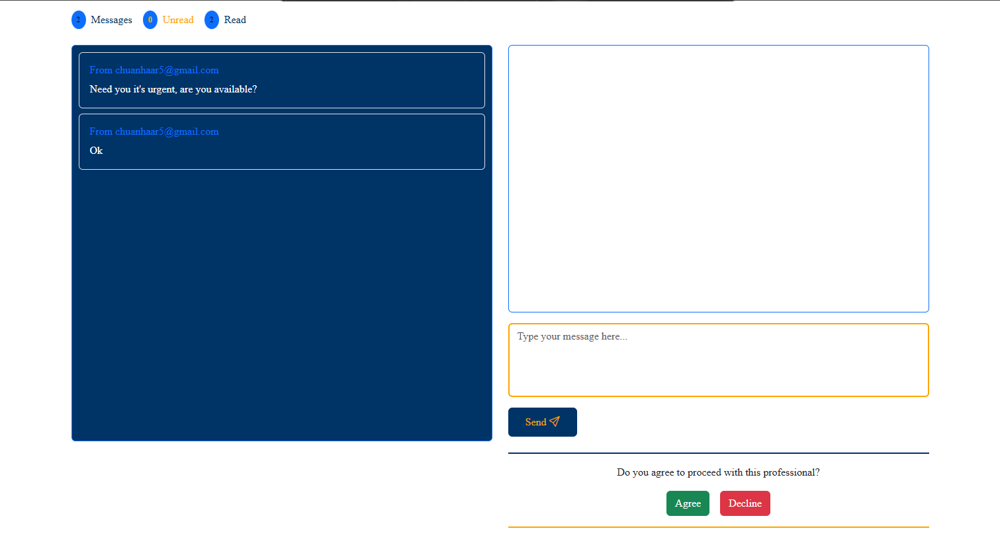 2 Messages 0 Unread 2 Read
From chuanhaar5@gmail.com
Need you it's urgent, are you available?
From chuanhaar5@gmail.com
Ok
Type your message here...
Send
Do you agree to proceed with this professional?
Agree Decline